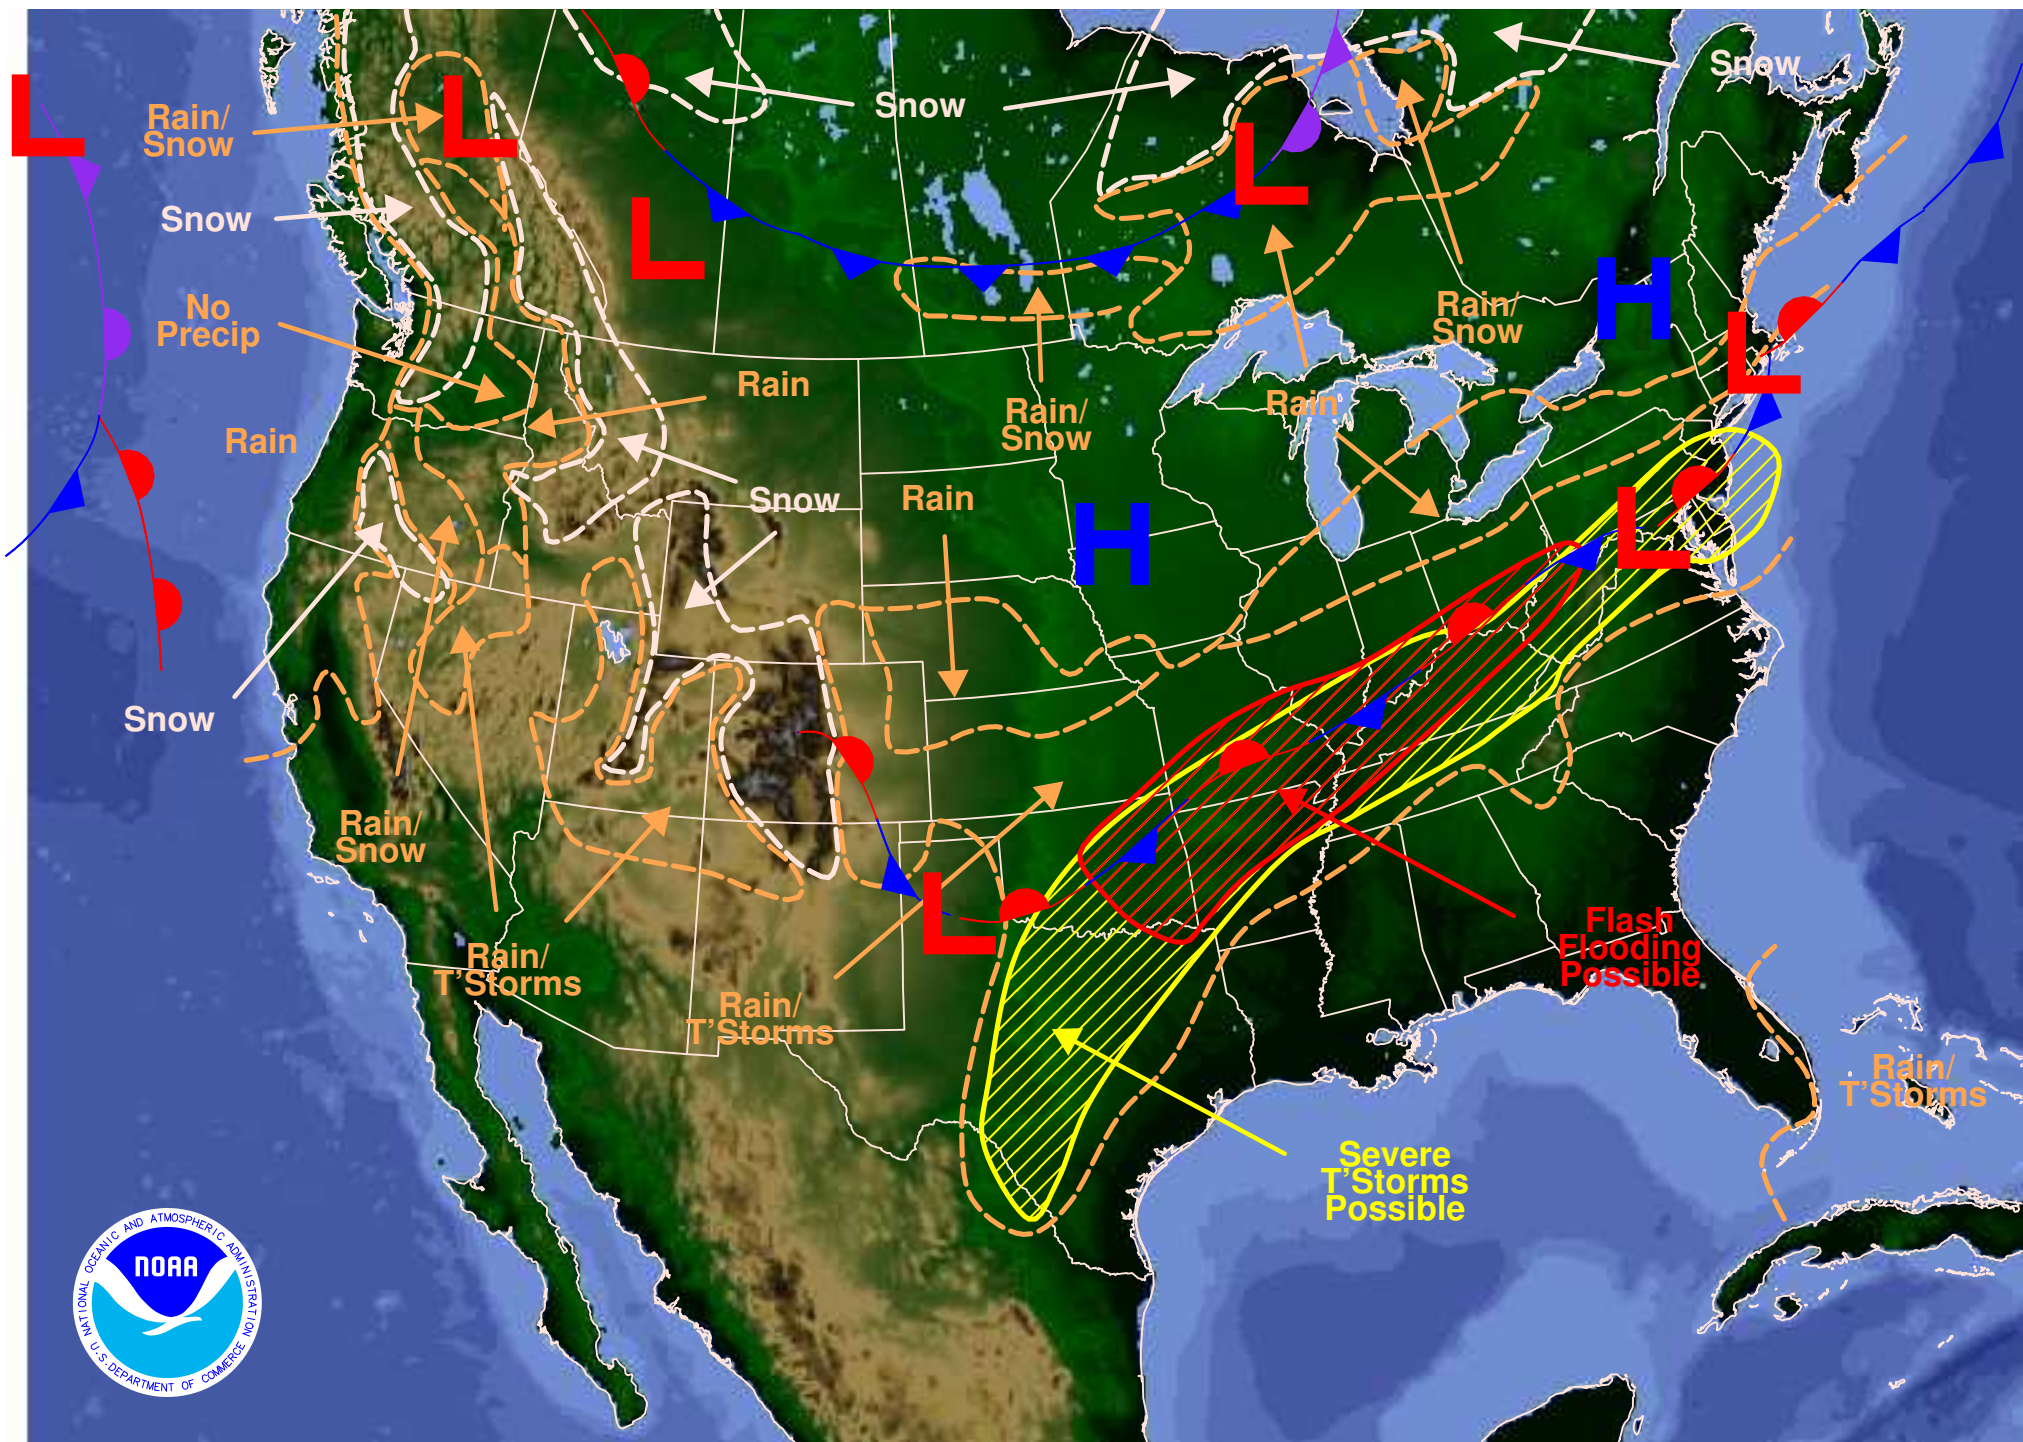 Snow
L
Rain/
Snow
L
Snow
L
Snow
L
No
Precip
H
Rain/
Snow
L
Rain
Rain/
Snow
Rain
Rain
Snow
Rain
H
L
Snow
Rain/
Snow
L
Flash
Flooding
Possible
Rain/
T'Storms
Rain/
T'Storms
Rain/
T'Storms
Severe
T'Storms
Possible
NOAA
NATIONAL OCEANIC AND ATMOSPHERIC ADMINISTRATION
U.S. DEPARTMENT OF COMMERCE